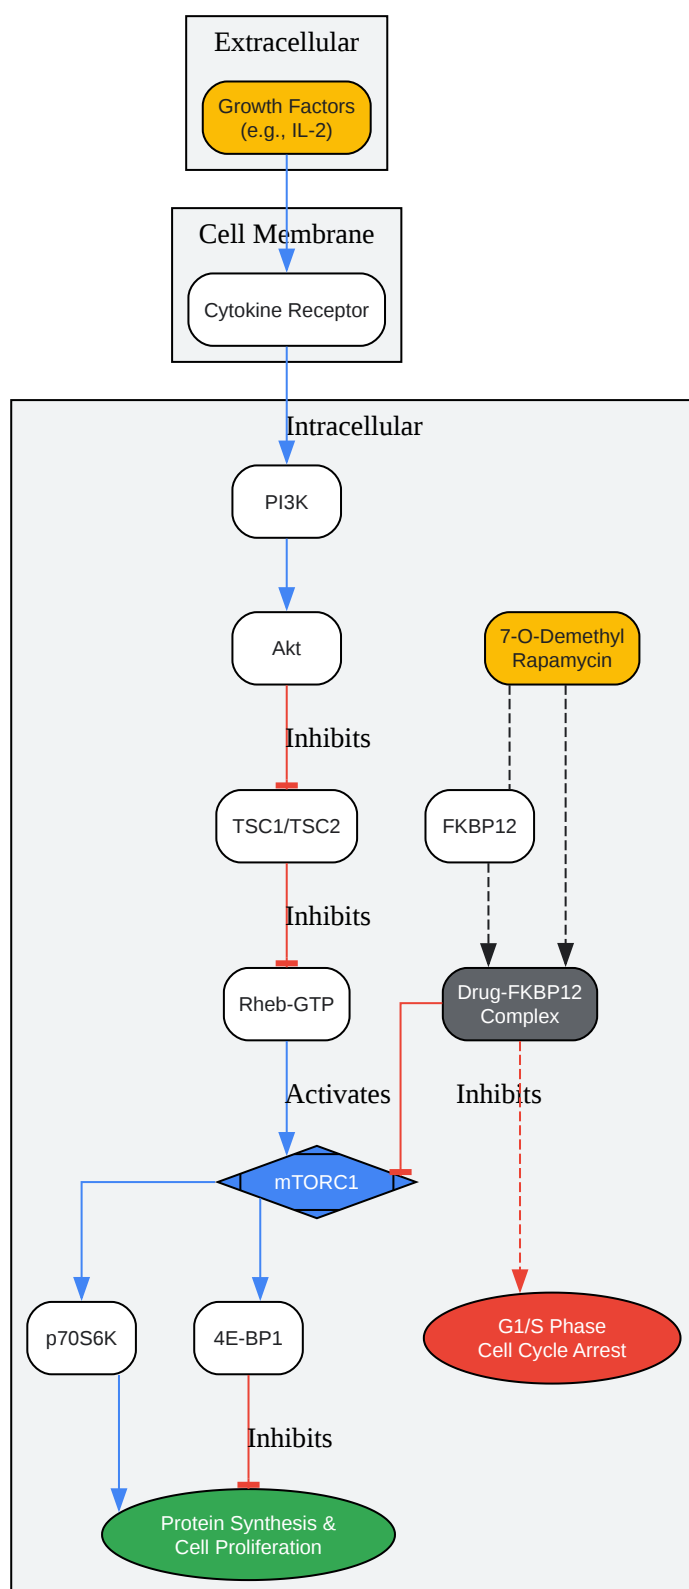 Extracellular
Growth Factors
(e.g., IL-2)
Cell Membrane
Cytokine Receptor
Intracellular
PI3K
Akt
7-O-Demethyl
Rapamycin
Inhibits
TSC1/TSC2
FKBP12
Inhibits
Rheb-GTP
Drug-FKBP12
Complex
Activates
Inhibits
mTORC1
p70S6K
4E-BP1
G1/S Phase
Cell Cycle Arrest
Inhibits
Protein Synthesis &
Cell Proliferation